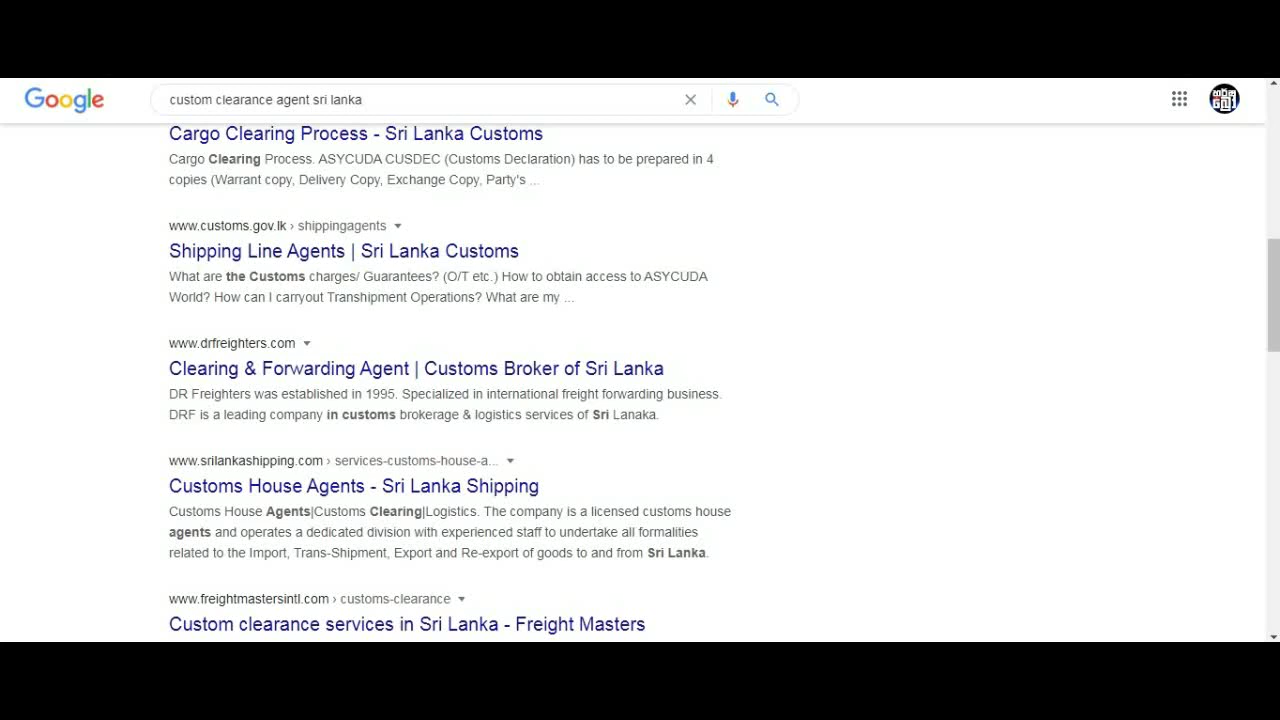 Google
custom clearance agent sri lanka
Cargo Clearing Process - Sri Lanka Customs
Cargo Clearing Process. ASYCUDA CUSDEC (Customs Declaration) has to be prepared in 4
copies (Warrant copy, Delivery Copy, Exchange Copy, Party's ...
www.customs.gov.lk › shippingagents
Shipping Line Agents | Sri Lanka Customs
What are the Customs charges/ Guarantees? (O/T etc.) How to obtain access to ASYCUDA
World? How can I carryout Transhipment Operations? What are my ...
www.drfreighters.com
Clearing & Forwarding Agent | Customs Broker of Sri Lanka
DR Freighters was established in 1995. Specialized in international freight forwarding business.
DRF is a leading company in customs brokerage & logistics services of Sri Lanaka.
www.srilankashipping.com › services-customs-house-a...
Customs House Agents - Sri Lanka Shipping
Customs House Agents|Customs Clearing|Logistics. The company is a licensed customs house
agents and operates a dedicated division with experienced staff to undertake all formalities
related to the Import, Trans-Shipment, Export and Re-export of goods to and from Sri Lanka.
www.freightmastersintl.com › customs-clearance
Custom clearance services in Sri Lanka - Freight Masters